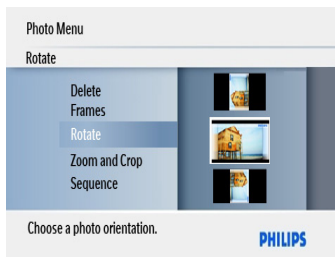 Photo Menu
Rotate
Delete
Frames
Rotate
Zoom and Crop
Sequence
Choose a photo orientation.
PHILIPS